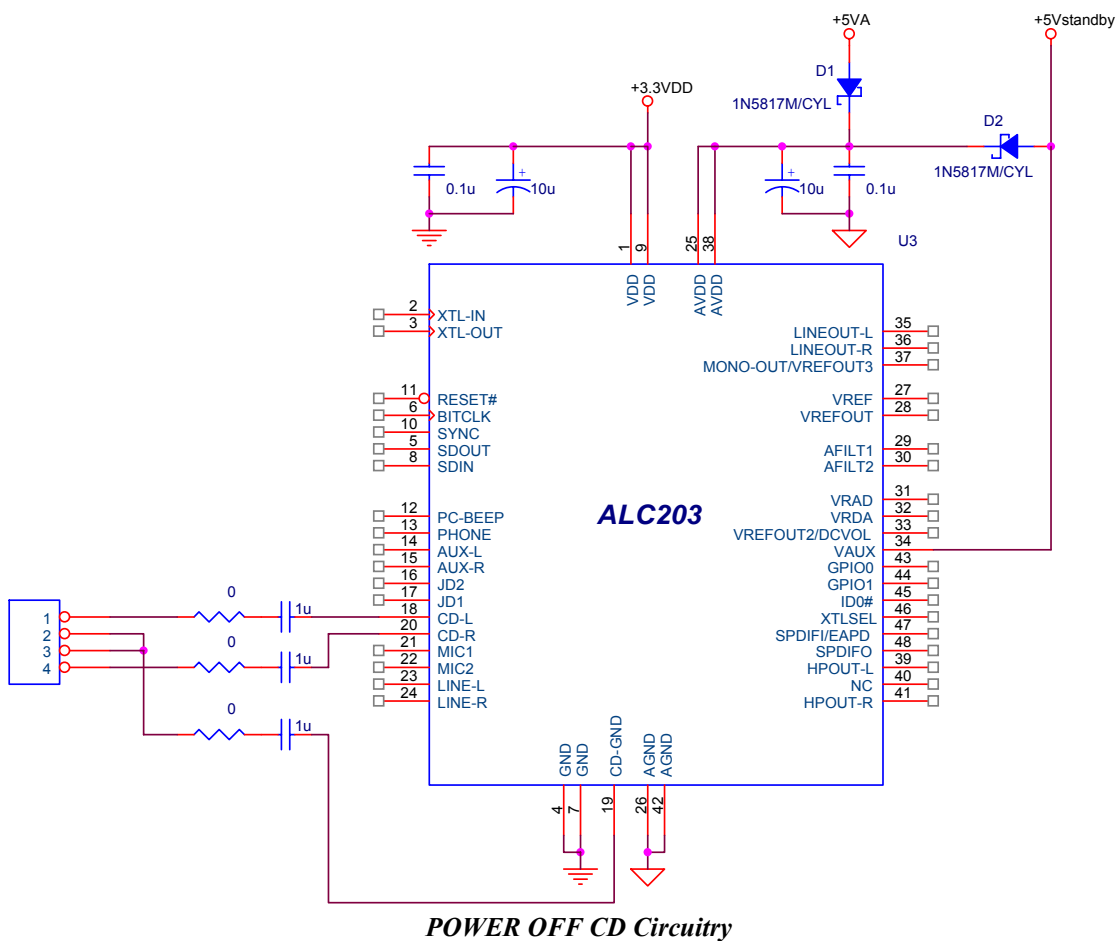 +5VA
+5Vstandby
D1
1N5817M/CYL
+3.3VDD
D2
1N5817M/CYL
0.1u
10u
10u
0.1u
U3
1
9
25
38
VDD
VDD
AVDD
AVDD
2
XTL-IN
3
XTL-OUT
11
RESET#
6
BITCLK
10
SYNC
5
SDOUT
8
SDIN
12
PC-BEEP
13
PHONE
14
AUX-L
15
AUX-R
16
JD2
17
JD1
18
CD-L
20
CD-R
21
MIC1
22
MIC2
23
LINE-L
24
LINE-R
ALC203
LINEOUT-L
35
LINEOUT-R
36
MONO-OUT/VREFOUT3
37
VREF
27
VREFOUT
28
AFILT1
29
AFILT2
30
VRAD
31
VRDA
32
VREFOUT2/DCVOL
33
VAUX
34
GPIO0
43
GPIO1
44
ID0#
45
XTLSEL
46
SPDIFI/EAPD
47
SPDIFO
48
HPOUT-L
39
NC
40
HPOUT-R
41
1
2
3
4
0
1u
0
1u
0
1u
GND
GND
CD-GND
AGND
AGND
4
7
19
26
42
+
+
POWER OFF CD Circuitry